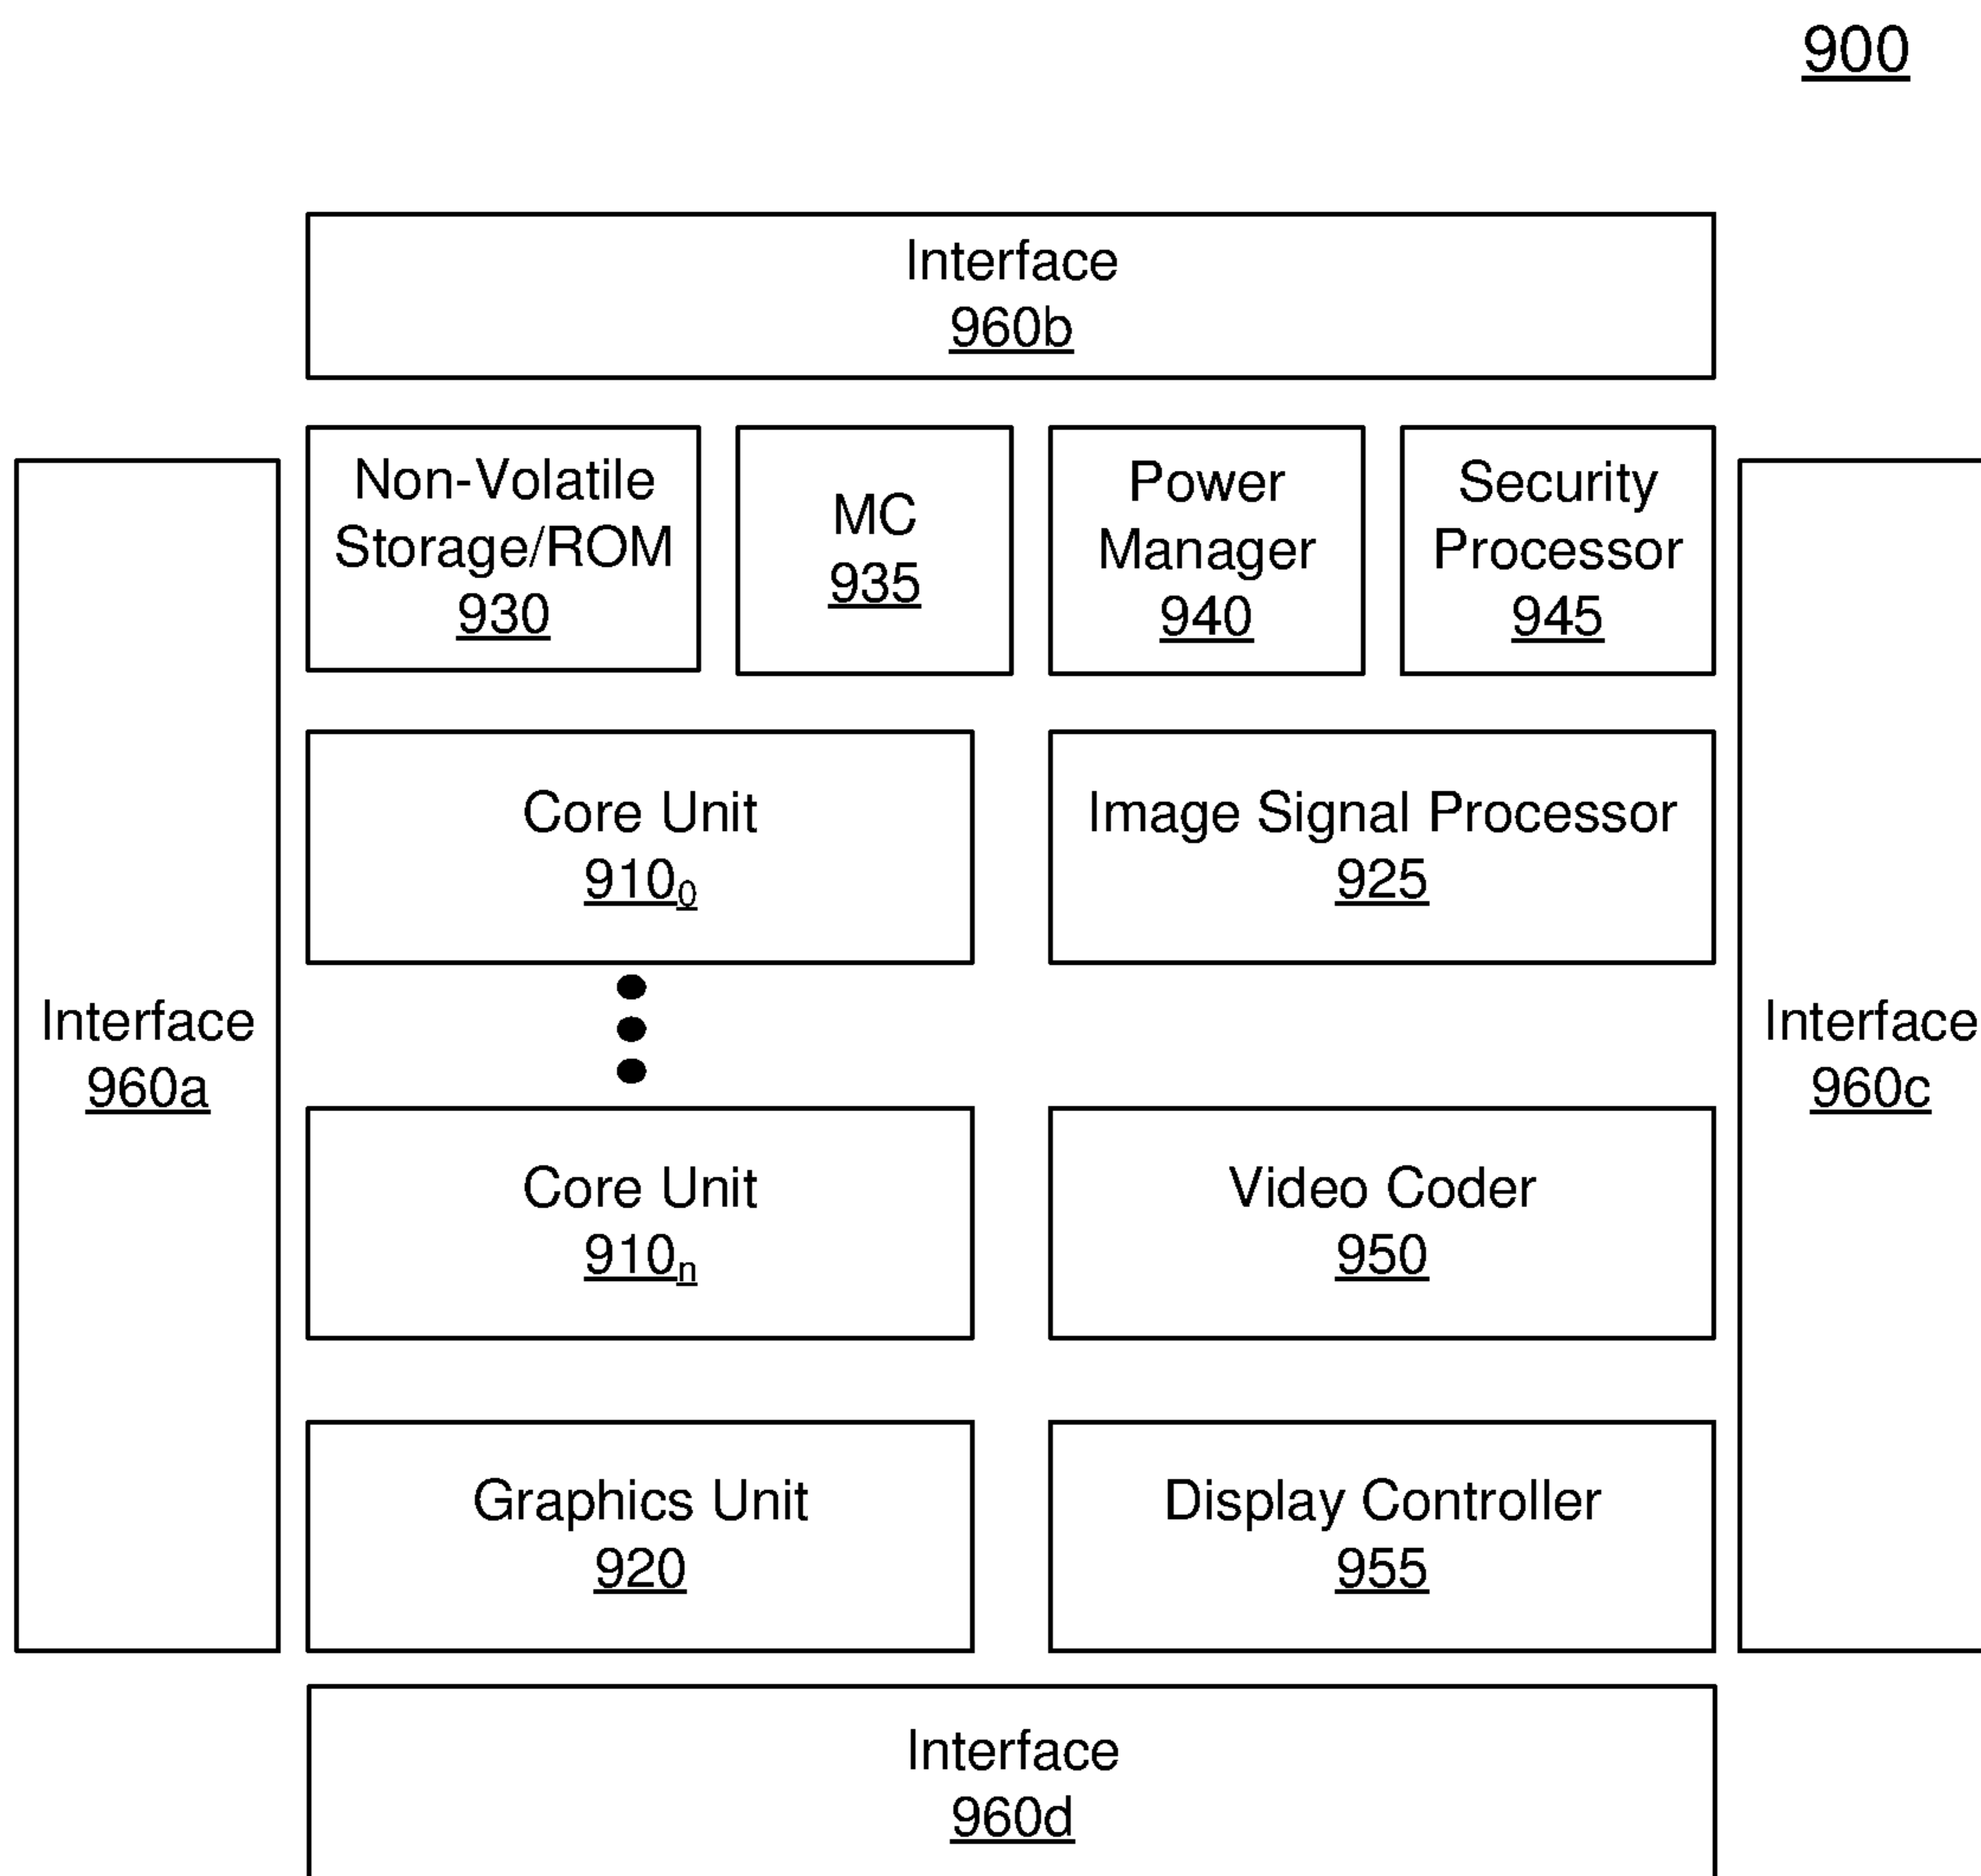 900
Interface
960b
Non-Volatile
Storage/ROM
930
MC
935
Power
Manager
940
Security
Processor
945
Interface
960a
Core Unit
910₀
Image Signal Processor
925
Interface
960c
Core Unit
910ₙ
Video Coder
950
Graphics Unit
920
Display Controller
955
Interface
960d